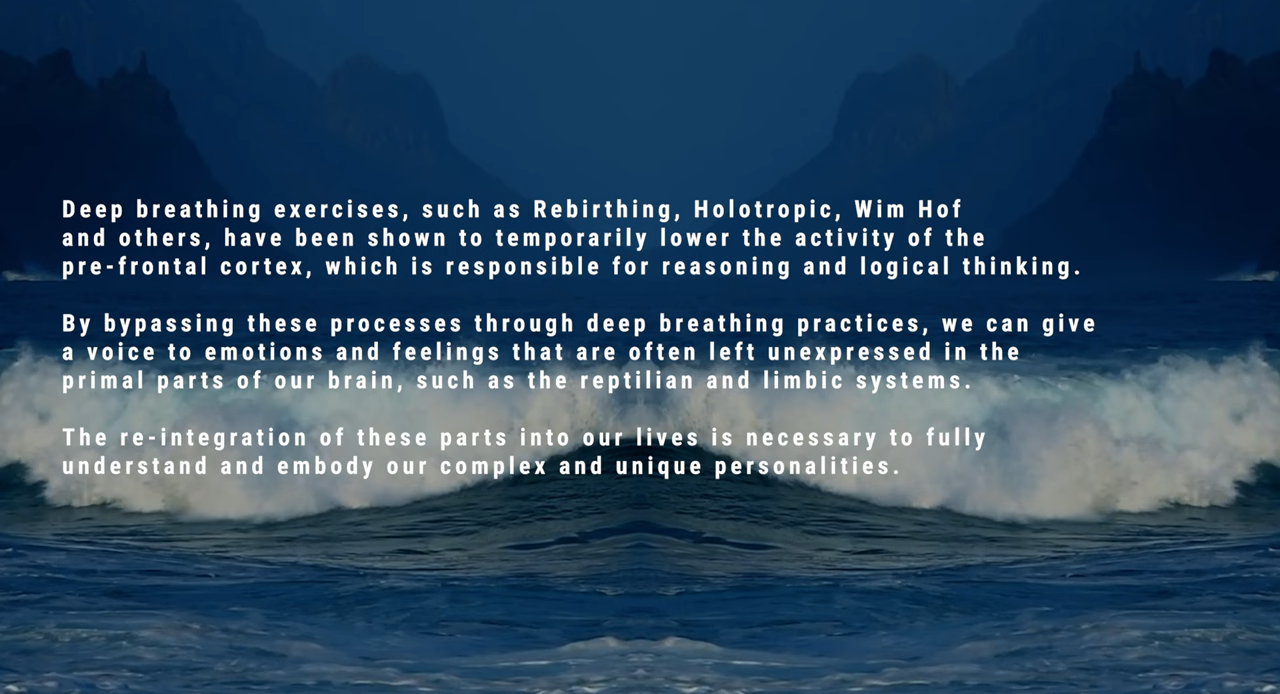 Deep breathing exercises, such as Rebirthing, Holotropic, Wim Hof
and others, have been shown to temporarily lower the activity of the
pre-frontal cortex, which is responsible for reasoning and logical thinking.
By bypassing these processes through deep breathing practices, we can give
a voice to emotions and feelings that are often left unexpressed in the
primal parts of our brain, such as the reptilian and limbic systems.
The re-integration of these parts into our lives is necessary to fully
understand and embody our complex and unique personalities.